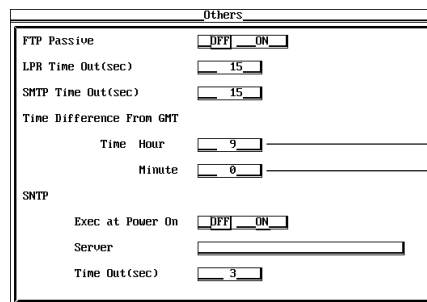 Others
FTP Passive OFF ON
LPR Time Out(sec) 15
SMTP Time Out(sec) 15
Time Difference From GMT
Time Hour 9
Minute 0
SNTP
Exec at Power On OFF ON
Server
Time Out(sec) 3